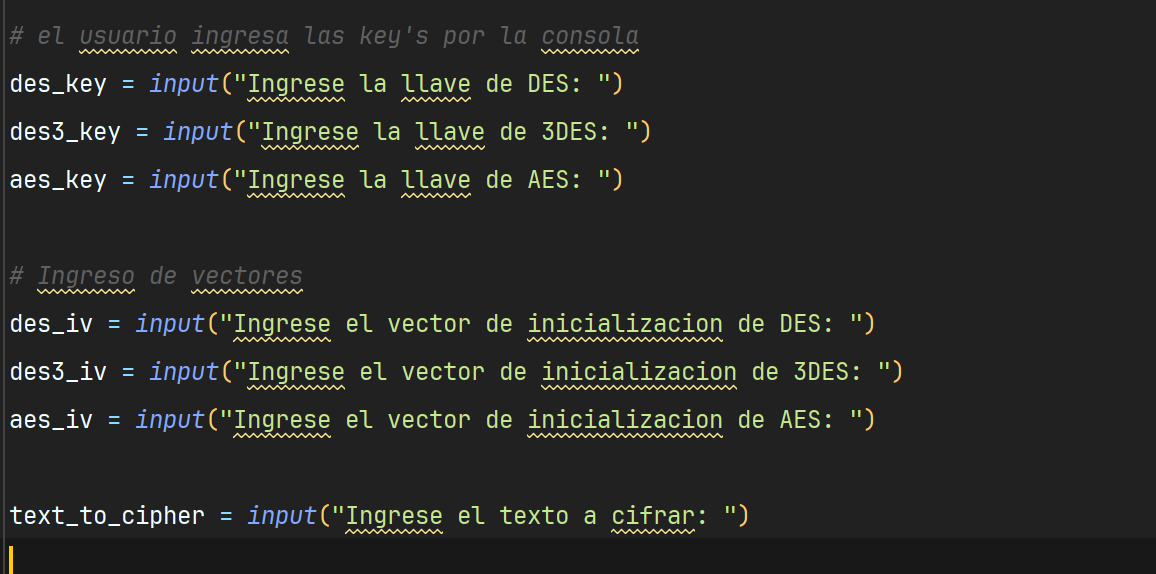 # el usuario ingresa las key's por la consola
des_key = input("Ingrese la llave de DES: ")
des3_key = input("Ingrese la llave de 3DES: ")
aes_key = input("Ingrese la llave de AES: ")
# Ingreso de vectores
des_iv = input("Ingrese el vector de inicializacion de DES: ")
des3_iv = input("Ingrese el vector de inicializacion de 3DES: ")
aes_iv = input("Ingrese el vector de inicializacion de AES: ")
text_to_cipher = input("Ingrese el texto a cifrar: ")